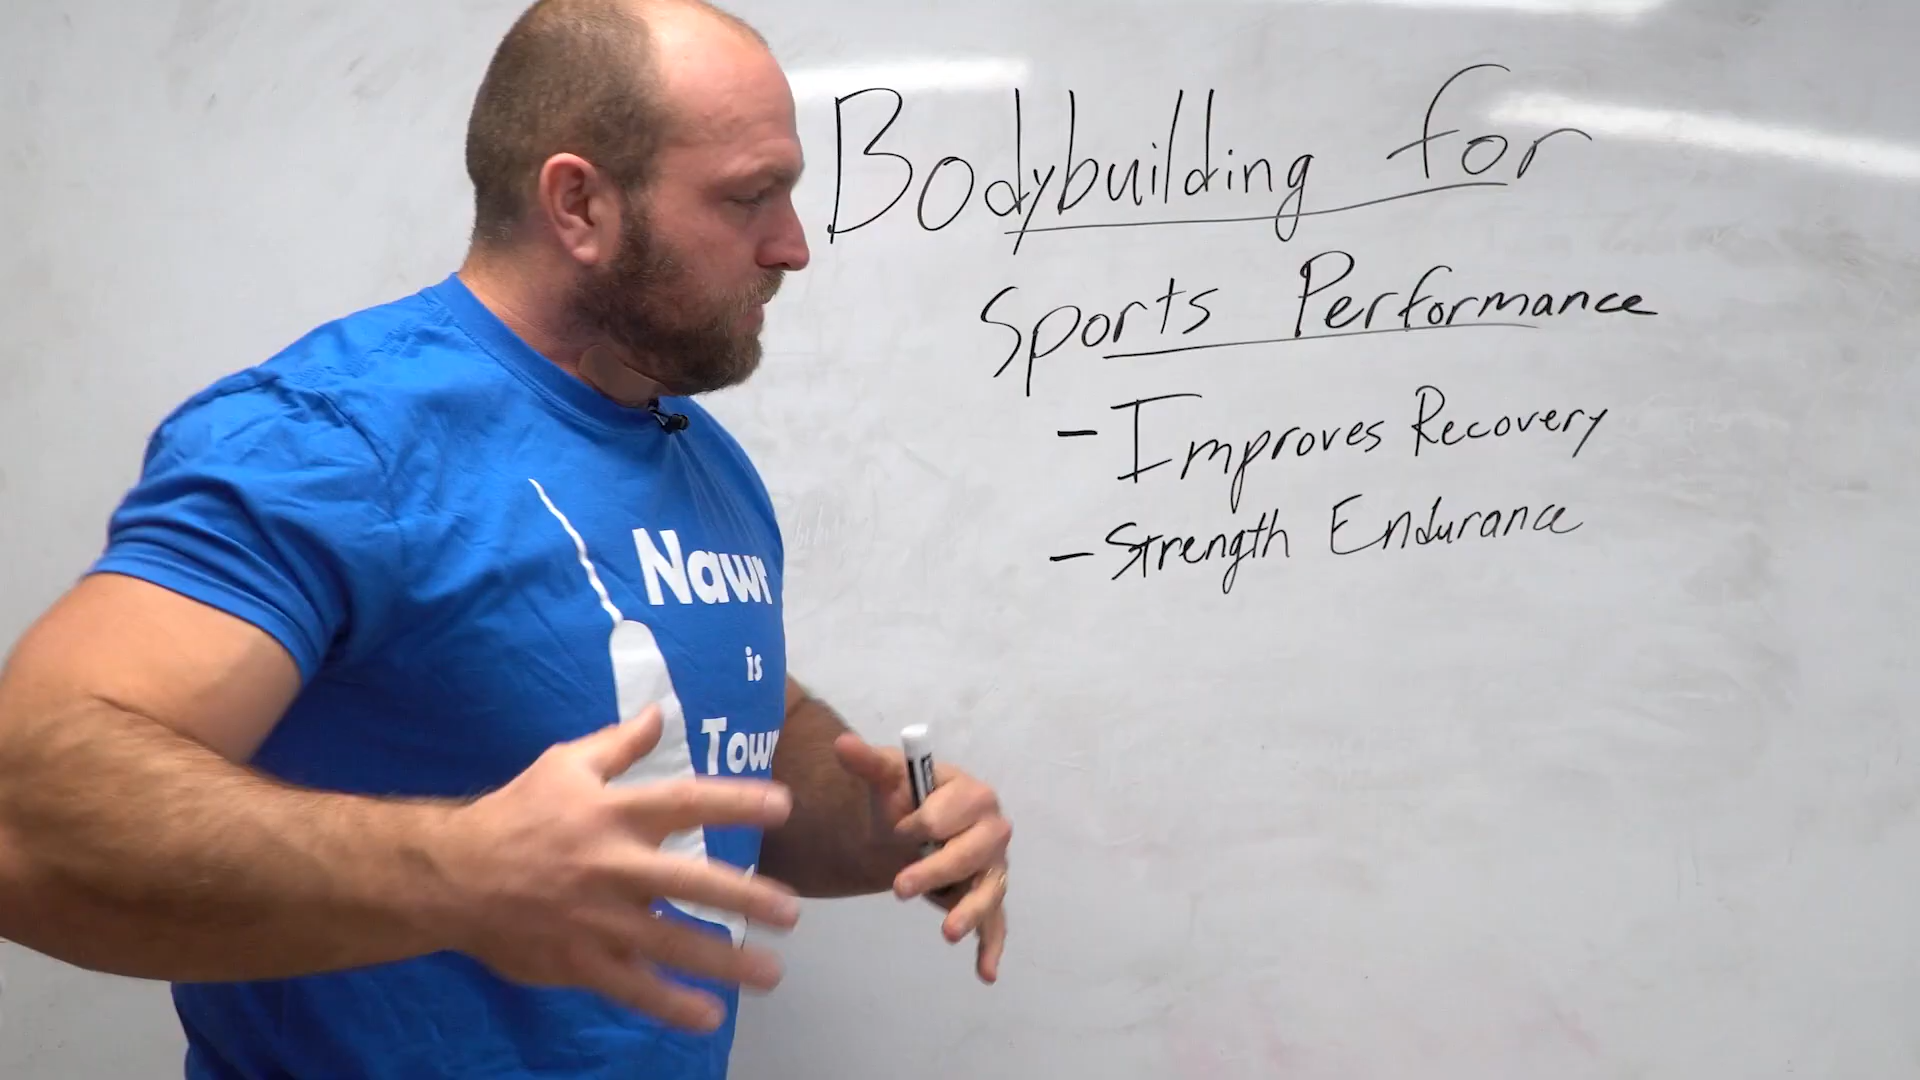 Bodybuilding for
Sports Performance
- Improves Recovery
- Strength Endurance
Nawr
is
Town